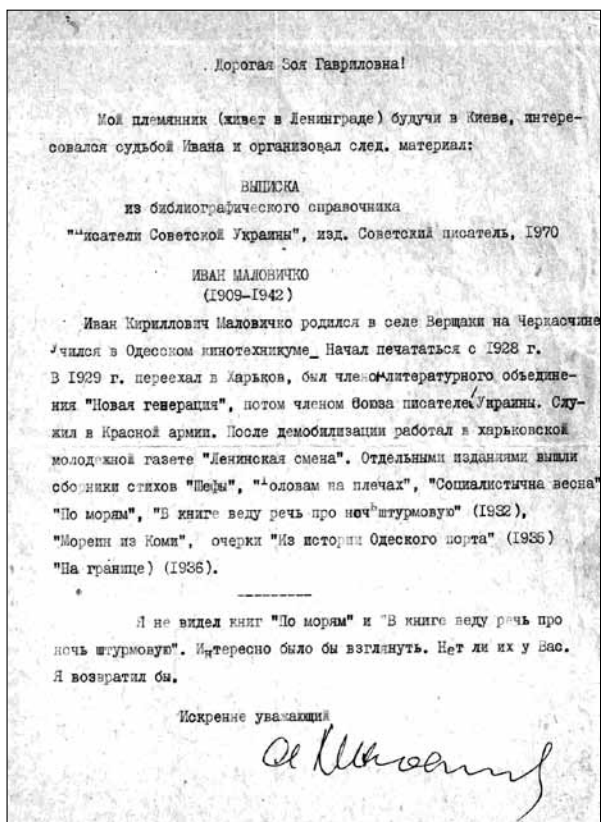 Дорогая Зоя Гавриловна!
Мой племянник (живет в Ленинграде) будучи в Киеве, интере-
совался судьбой Ивана и организовал след. материал:
ВЫПИСКА
из библиографического справочника
"Писатели Советской Украины", изд. Советский писатель, 1970
ИВАН МАЛОВИЧКО
(1909-1942)
Иван Кириллович Маловичко родился в селе Верщаки на Черкасчине
Учился в Одесском кинотехникуме_ Начал печататься с 1928 г.
В 1929 г. переехал в Харьков, был членом литературного объедине-
ния "Новая генерация", потом членом Союза писателей Украины. Слу-
жил в Красной армии. После демобилизации работал в харьковской
молодежной газете "Ленинская смена". Отдельными изданиями вышли
сборники стихов "Шефы", "Головам на плечах", "Социалистычна весна"
"По морям", "В книге веду речь про ночь штурмовую" (1932),
"Мореин из Коми", очерки "Из истории Одеского порта" (1935)
"На границе) (1936).
Я не видел книг "По морям" и "В книге веду речь про
ночь штурмовую". Интересно было бы взглянуть. Нет ли их у Вас.
Я возвратил бы.
Искренне уважающий